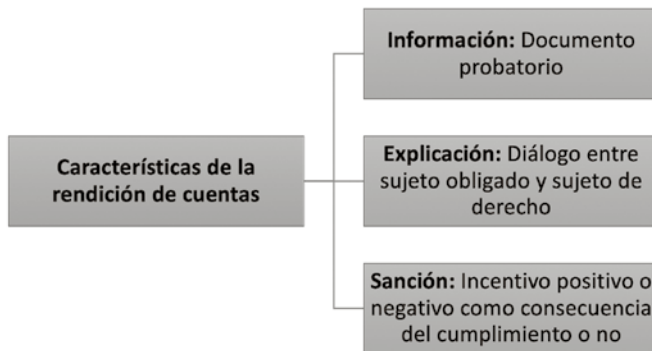 Información: Documento
probatorio
Características de la
rendición de cuentas
Explicación: Diálogo entre
sujeto obligado y sujeto de
derecho
Sanción: Incentivo positivo o
negativo como consecuencia
del cumplimiento o no